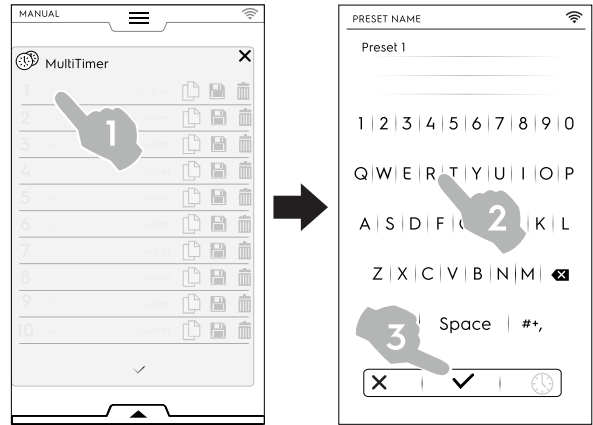 MANUAL
MultiTimer
1
2
3
4
5
6
7
8
9
10
1
PRESET NAME
Preset 1
1 2 3 4 5 6 7 8 9 0
Q W E R T Y U I O P
A S D F K L
2
Z X C V B N M
Space #+,
3